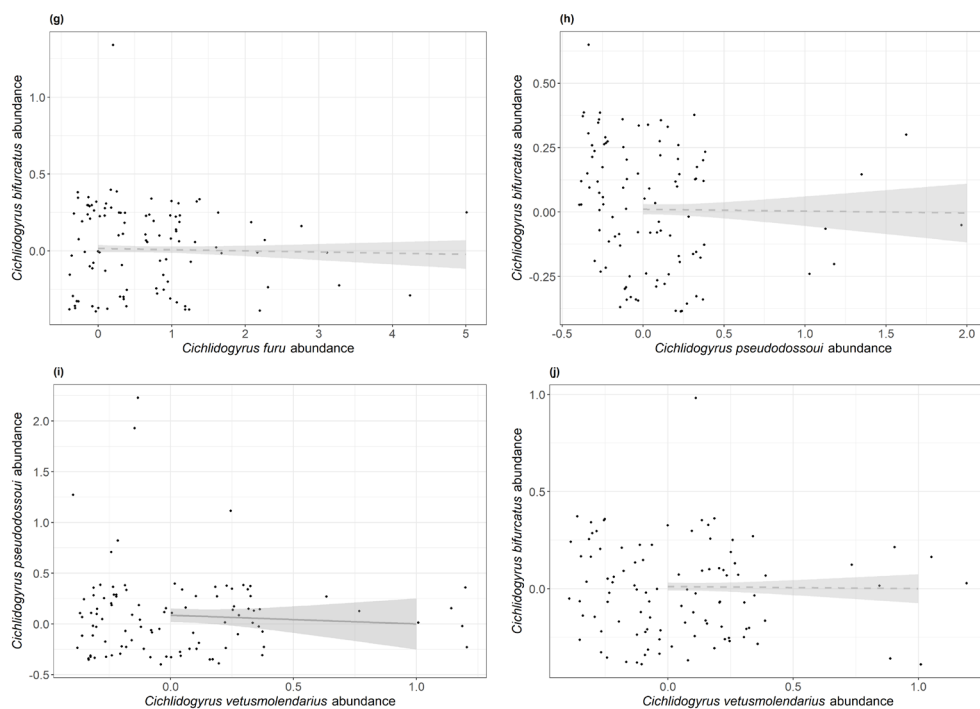 (g)
Cichlidogyrus bifurcatus abundance
1.0
0.5
0.0
0 1 2 3 4 5
Cichlidogyrus furu abundance
(h)
Cichlidogyrus bifurcatus abundance
0.50
0.25
0.00
-0.25
-0.5 0.0 0.5 1.0 1.5 2.0
Cichlidogyrus pseudodossoui abundance
(i)
Cichlidogyrus pseudodossoui abundance
2.0
1.5
1.0
0.5
0.0
-0.5
0.0 0.5 1.0
Cichlidogyrus vetusmolendarius abundance
(j)
Cichlidogyrus bifurcatus abundance
1.0
0.5
0.0
0.0 0.5 1.0
Cichlidogyrus vetusmolendarius abundance